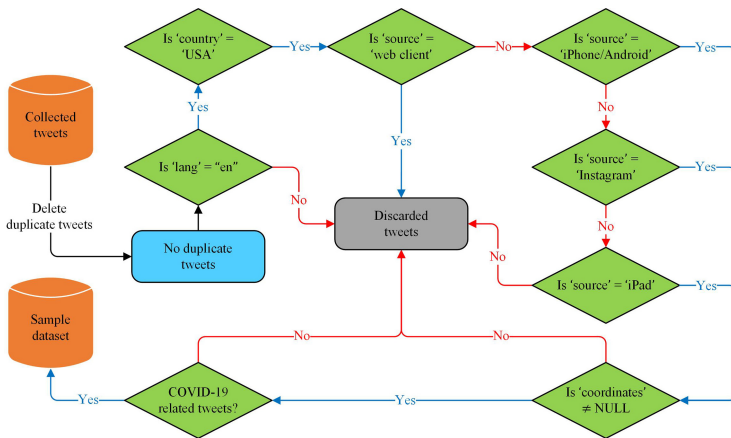 Is ‘country’ =
‘USA’
Yes
Is ‘source’ =
‘web client’
No
Is ‘source’ =
‘iPhone/Android’
Yes
Collected
tweets
Yes
Yes
No
Is ‘lang’ = “en”
Is ‘source’ =
‘Instagram’
Yes
No
Delete
duplicate tweets
Discarded
tweets
No
No duplicate
tweets
No
Is ‘source’ = ‘iPad’
Yes
Sample
dataset
No
No
Yes
COVID-19
related tweets?
Yes
Is ‘coordinates’
≠ NULL